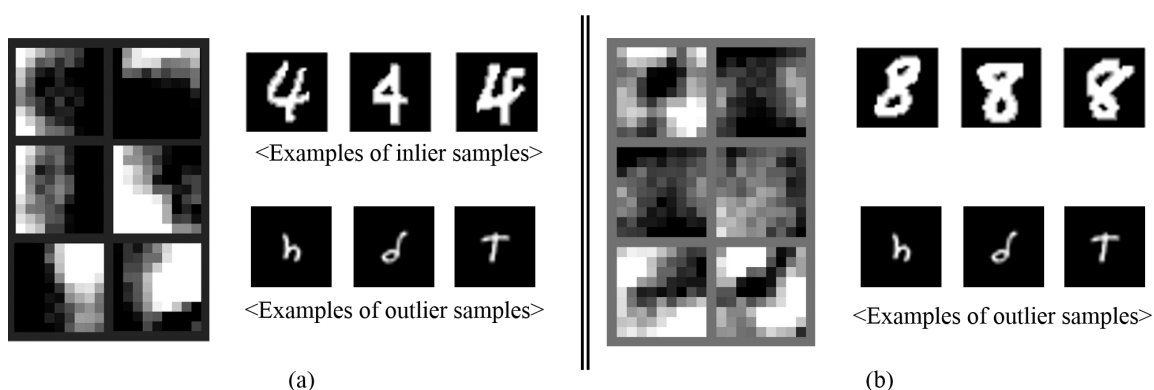 4 4 4
<Examples of inlier samples>
h d T
<Examples of outlier samples>
(a)
8 8 8
h d T
<Examples of outlier samples>
(b)